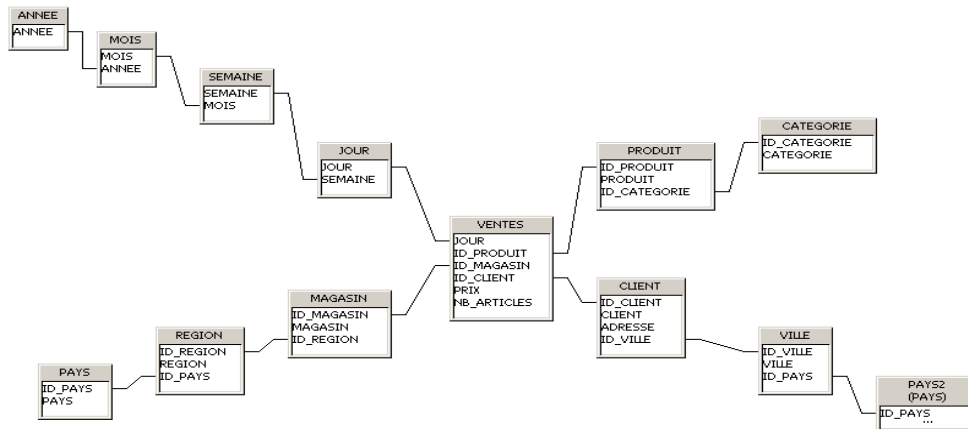 ANNEE
ANNEE
MOIS
MOIS
ANNEE
SEMAINE
SEMAINE
MOIS
JOUR
JOUR
SEMAINE
VENTES
JOUR
ID_PRODUIT
ID_MAGASIN
ID_CLIENT
PRIX
NB_ARTICLES
PRODUIT
ID_PRODUIT
PRODUIT
ID_CATEGORIE
CATEGORIE
ID_CATEGORIE
CATEGORIE
MAGASIN
ID_MAGASIN
MAGASIN
ID_REGION
REGION
ID_REGION
REGION
ID_PAYS
PAYS
ID_PAYS
PAYS
CLIENT
ID_CLIENT
CLIENT
ADRESSE
ID_VILLE
VILLE
ID_VILLE
VILLE
ID_PAYS
PAYS2
(PAYS)
ID_PAYS
...